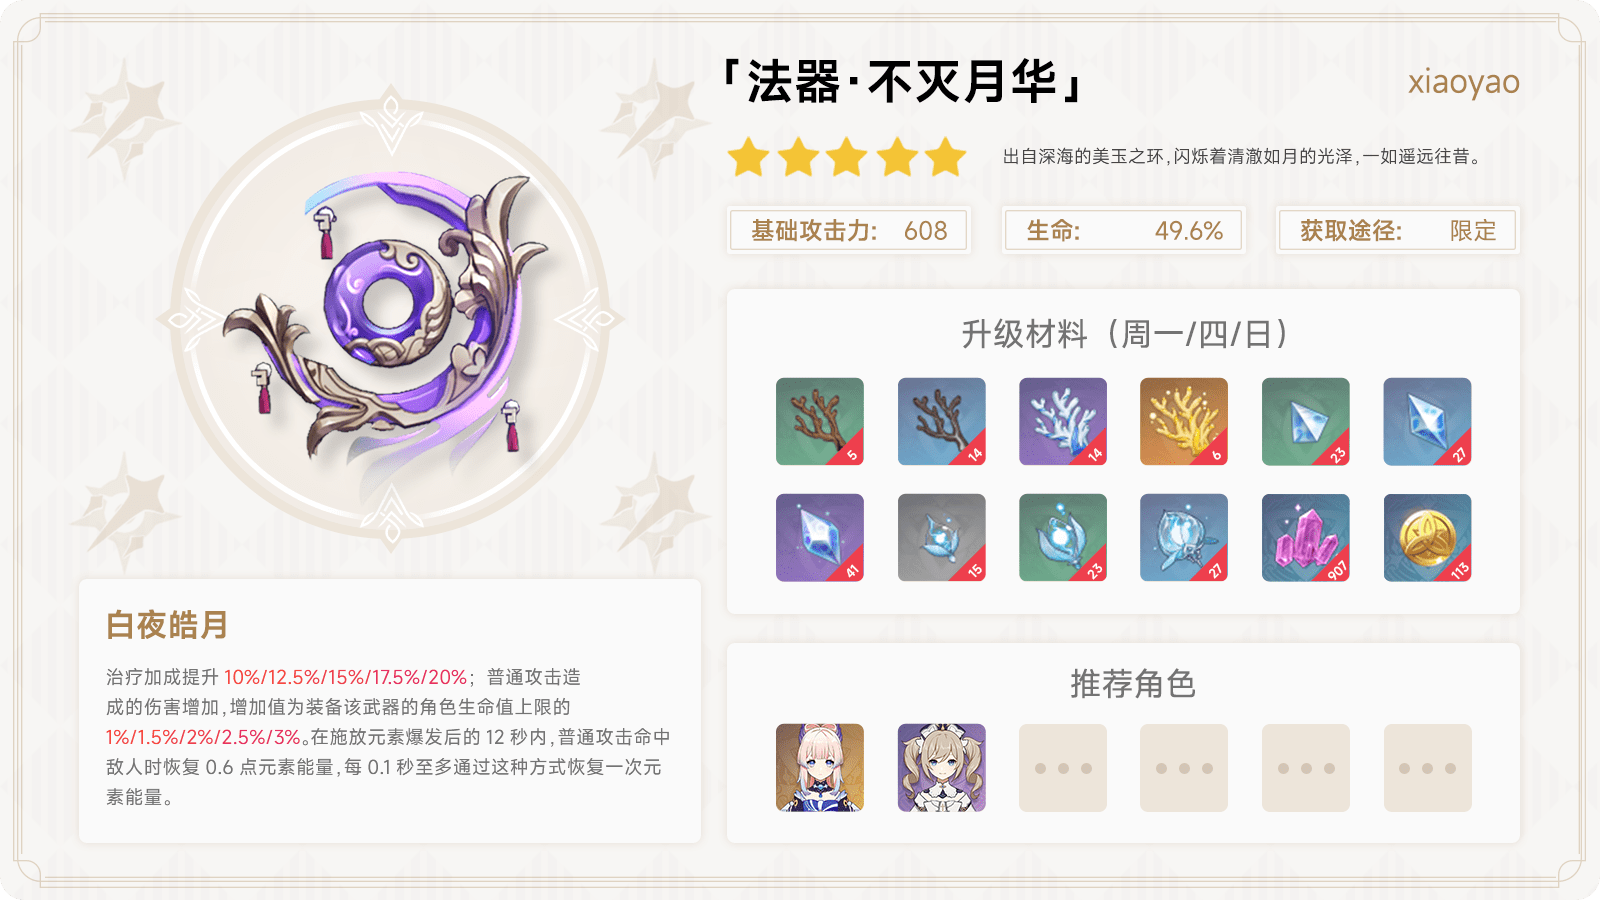 「法器·不灭月华」
xiaoyao
出自深海的美玉之环,闪烁着清澈如月的光泽,一如遥远往昔。
基础攻击力: 608
生命: 49.6%
获取途径: 限定
升级材料（周一/四/日）
5 14 14 6 23 27
41 15 23 27 907 113
白夜皓月
治疗加成提升 10%/12.5%/15%/17.5%/20%；普通攻击造
成的伤害增加,增加值为装备该武器的角色生命值上限的
1%/1.5%/2%/2.5%/3%。在施放元素爆发后的 12 秒内,普通攻击命中
敌人时恢复 0.6 点元素能量,每 0.1 秒至多通过这种方式恢复一次元
素能量。
推荐角色